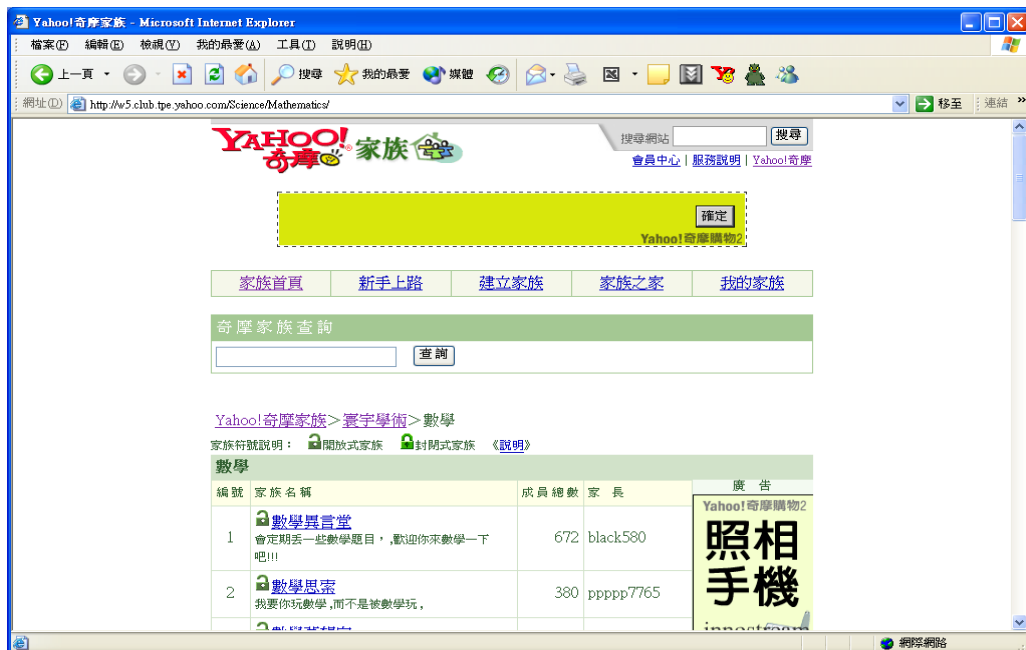 Yahoo!奇摩家族 - Microsoft Internet Explorer
檔案(F) 編輯(E) 檢視(V) 我的最愛(A) 工具(T) 說明(H)
上一頁 搜尋 我的最愛 媒體
網址(D) http://w5.club.tpe.yahoo.com/Science/Mathematics/ 移至 連結 »
YAHOO! 奇摩 家族
搜尋網站 搜尋
會員中心 | 服務說明 | Yahoo!奇摩
確定
Yahoo!奇摩購物2
家族首頁 新手上路 建立家族 家族之家 我的家族
奇摩家族查詢
查詢
Yahoo!奇摩家族>寰宇學術>數學
家族符號說明： 開放式家族 封閉式家族 《說明》
數學
編號 家族名稱 成員總數 家 長 廣 告
1 數學異言堂 672 black580
會定期丟一些數學題目，,歡迎你來數學一下
吧!!!
2 數學思索 380 ppppp7765
我要你玩數學,而不是被數學玩,
Yahoo!奇摩購物2
照相
手機
innostream
網際網路